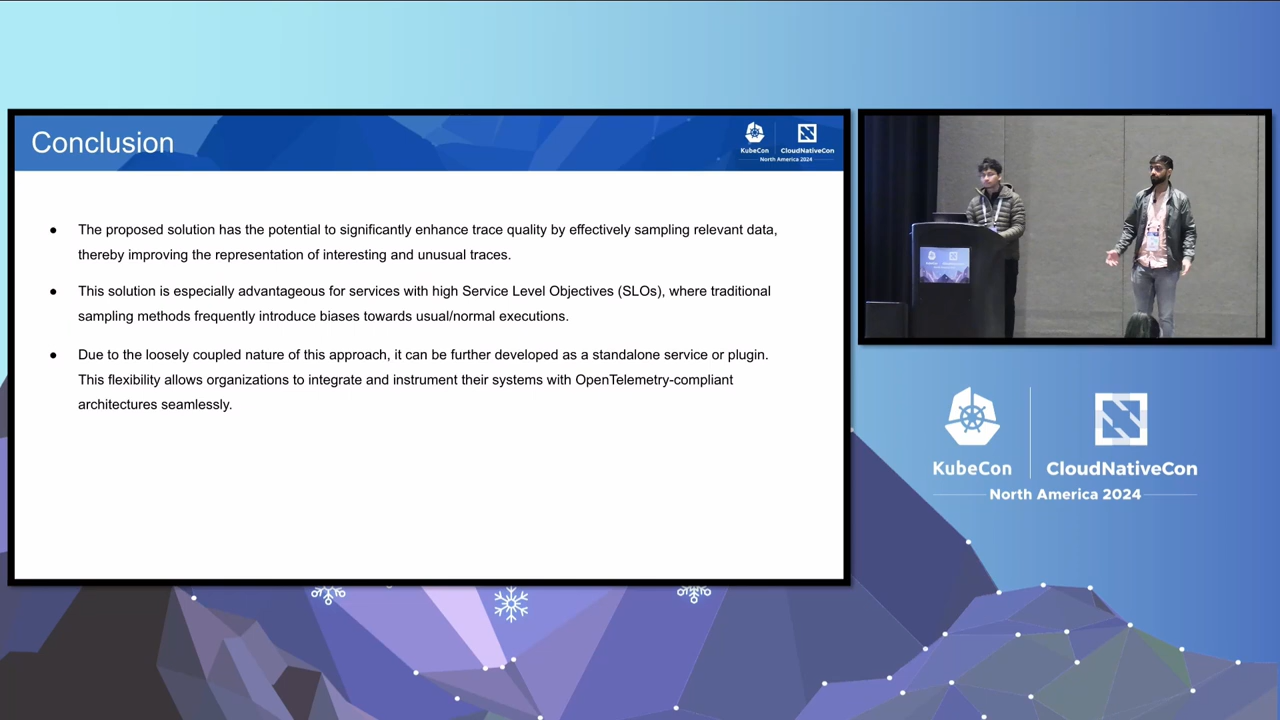 Conclusion
KubeCon
CloudNativeCon
North America 2024
● The proposed solution has the potential to significantly enhance trace quality by effectively sampling relevant data,
thereby improving the representation of interesting and unusual traces.
● This solution is especially advantageous for services with high Service Level Objectives (SLOs), where traditional
sampling methods frequently introduce biases towards usual/normal executions.
● Due to the loosely coupled nature of this approach, it can be further developed as a standalone service or plugin.
This flexibility allows organizations to integrate and instrument their systems with OpenTelemetry-compliant
architectures seamlessly.
KubeCon
CloudNativeCon
North America 2024